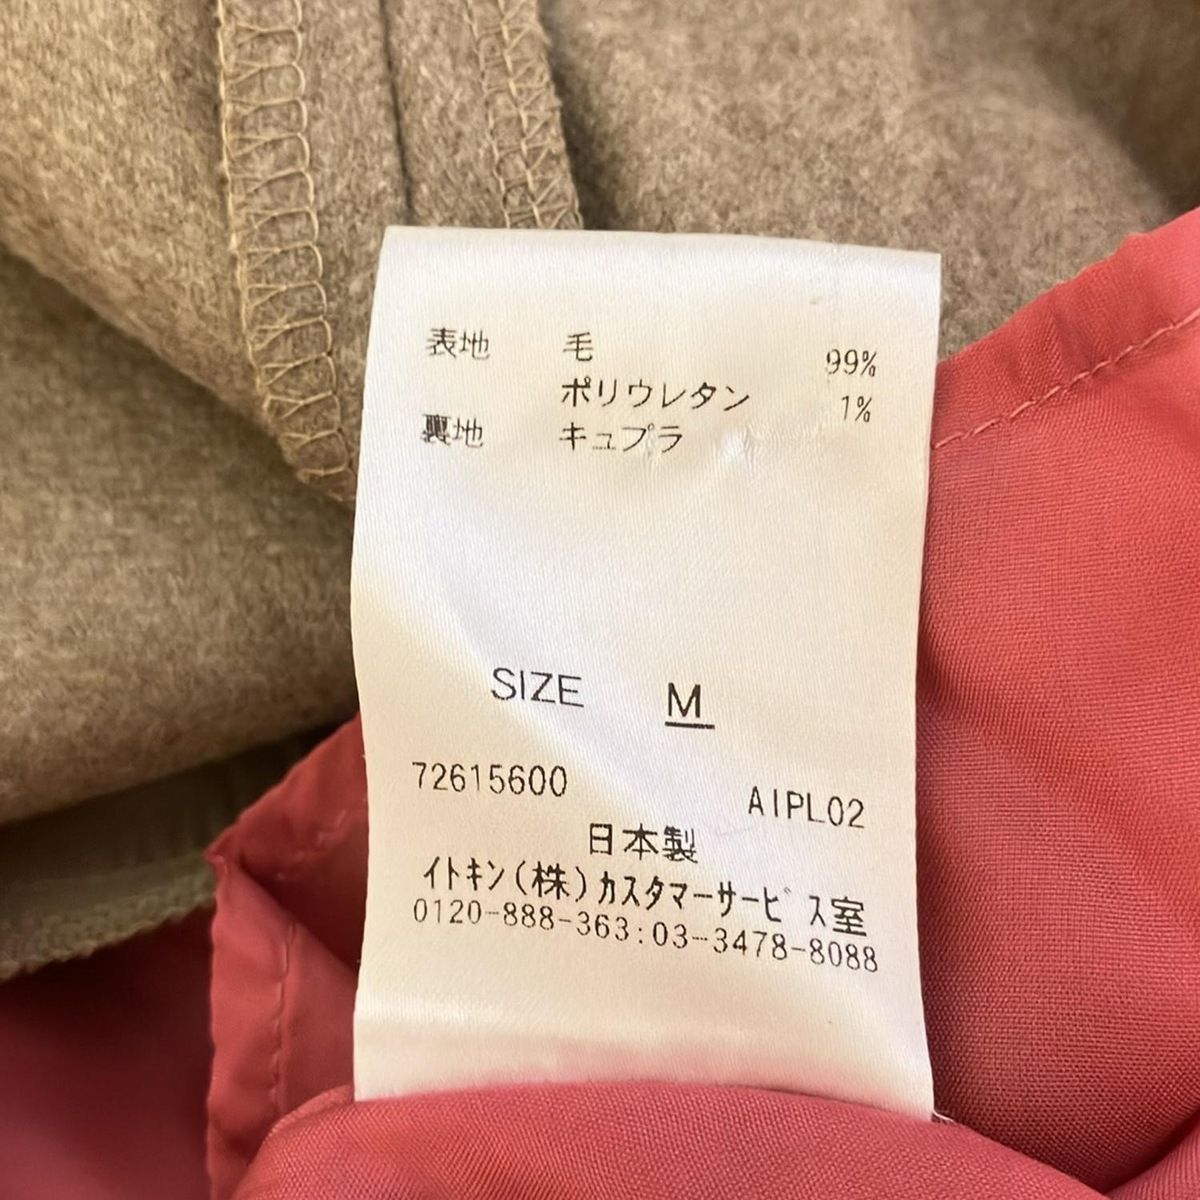 表地 毛 99%
ポリウレタン 1%
裏地 キュプラ
SIZE M
72615600 AIPL02
日本製
イトキン(株)カスタマーサービス室
0120-888-363:03-3478-8088